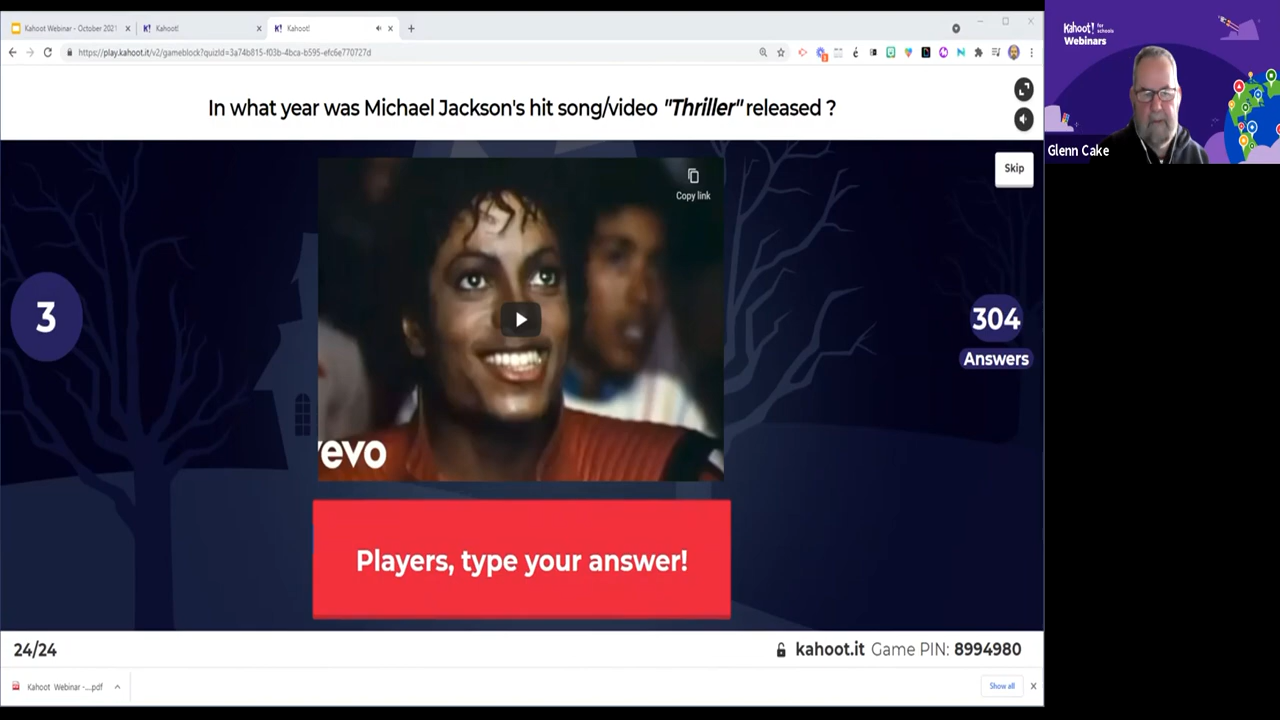 Kahoot Webinar - October 2021
Kahoot!
Kahoot!
https://play.kahoot.it/v2/gameblock?quizId=3a74b815-f03b-4bca-b595-efc6e770727d
In what year was Michael Jackson's hit song/video "Thriller" released ?
Skip
Copy link
3
304
Answers
vevo
Players, type your answer!
24/24
kahoot.it Game PIN: 8994980
Kahoot Webinar -....pdf
Show all
Kahoot! for schools
Webinars
Glenn Cake